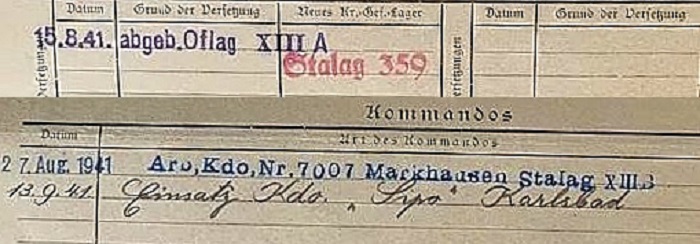 Datum Grund der Versetzung Neues Kr.-Gef.-Lager Datum Grund der Versetzung
15.8.41. abgeb.Oflag XIII A
Stalag 359
Versetzungen Versetzungen
Kommandos
Datum Art des Kommandos
27. Aug. 1941 Arb.Kdo.Nr.7007 Markhausen Stalag XIII B
13.9.41 Einsatz Kdo. „Sipo" Karlsbad